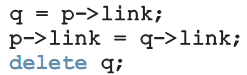 q = p->link;
p->link = q->link;
delete q;